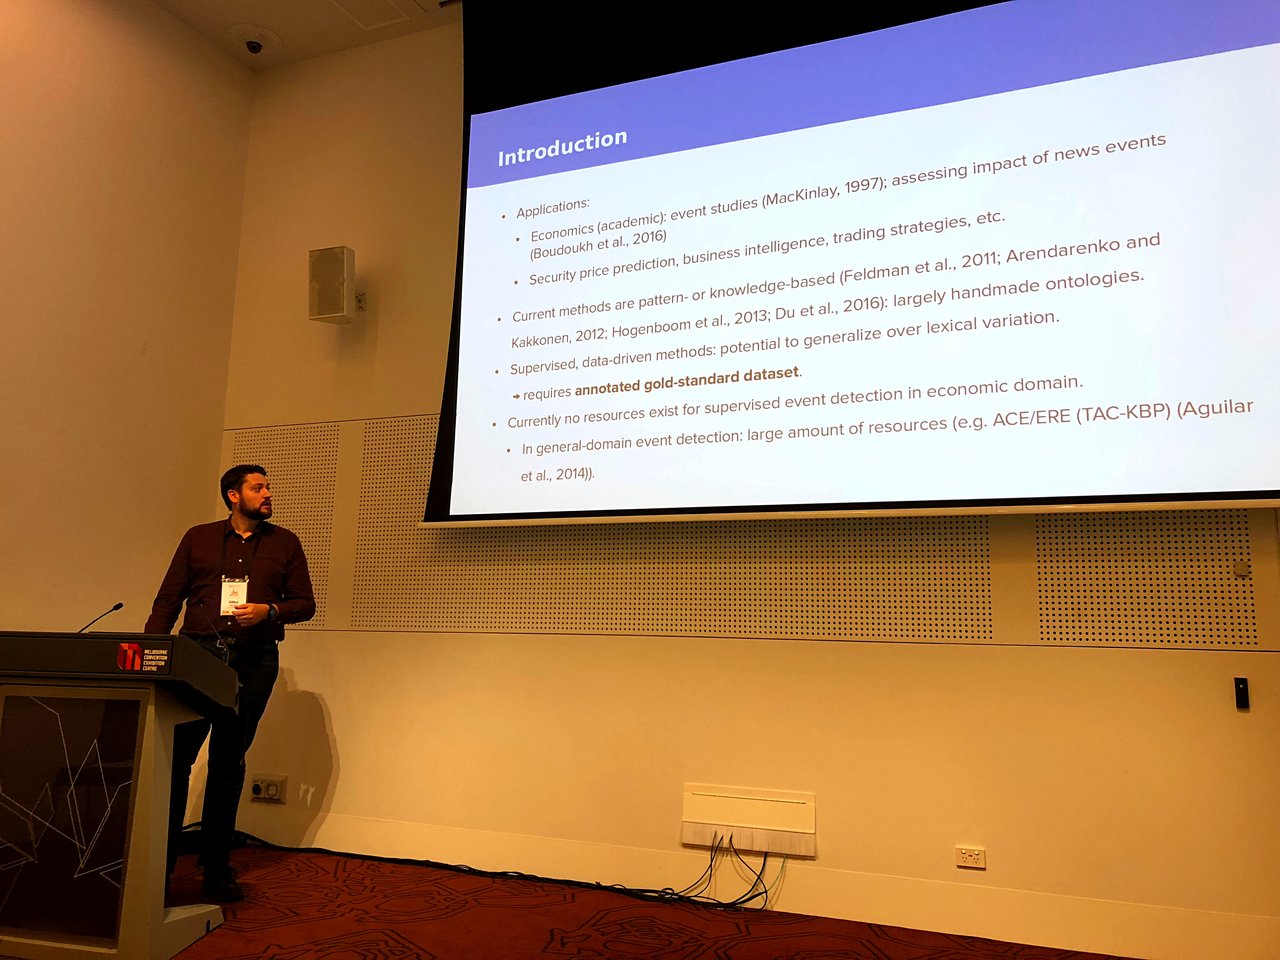 Introduction
• Applications:
• Economics (academic): event studies (MacKinlay, 1997); assessing impact of news events
(Boudoukh et al., 2016)
• Security price prediction, business intelligence, trading strategies, etc.
• Current methods are pattern- or knowledge-based (Feldman et al., 2011; Arendarenko and
Kakkonen, 2012; Hogenboom et al., 2013; Du et al., 2016): largely handmade ontologies.
• Supervised, data-driven methods: potential to generalize over lexical variation.
→ requires annotated gold-standard dataset.
• Currently no resources exist for supervised event detection in economic domain.
• In general-domain event detection: large amount of resources (e.g. ACE/ERE (TAC-KBP) (Aguilar
et al., 2014)).
MELBOURNE
CONVENTION
EXHIBITION
CENTRE